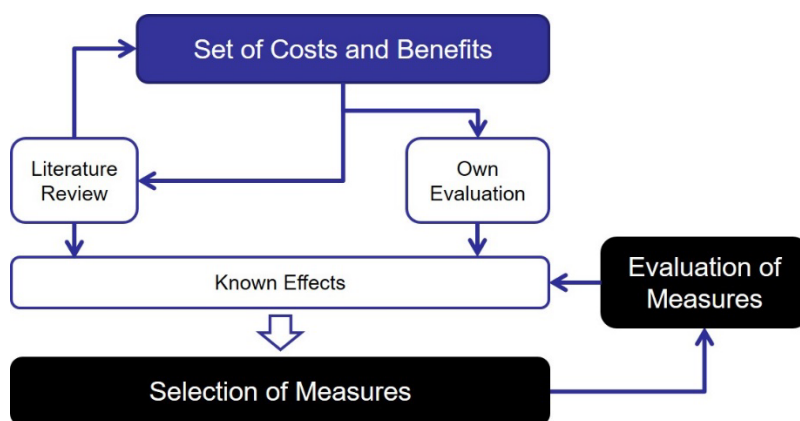 Set of Costs and Benefits
Literature
Review
Own
Evaluation
Known Effects
Evaluation of
Measures
Selection of Measures